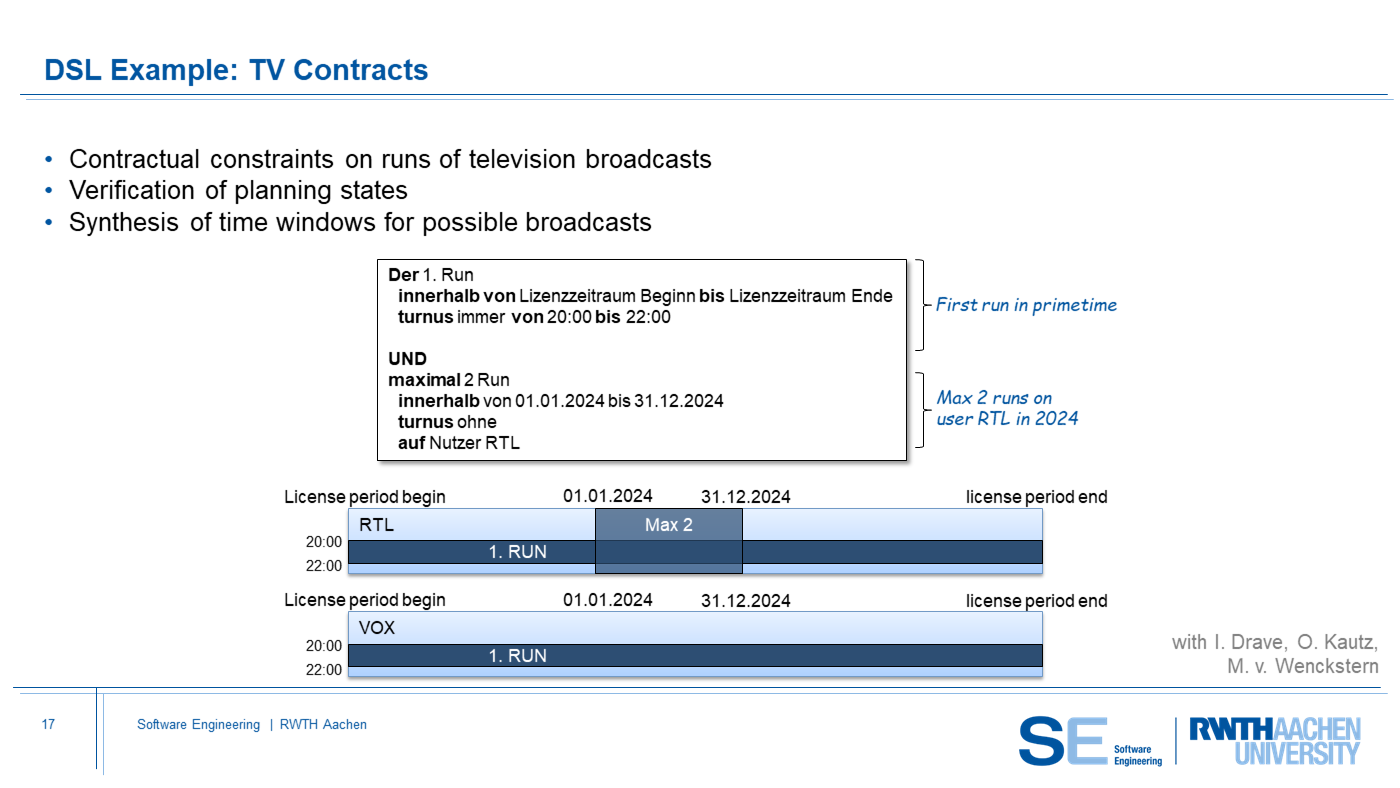 DSL Example: TV Contracts
• Contractual constraints on runs of television broadcasts
• Verification of planning states
• Synthesis of time windows for possible broadcasts
Der 1. Run
innerhalb von Lizenzzeitraum Beginn bis Lizenzzeitraum Ende
turnus immer von 20:00 bis 22:00
UND
maximal 2 Run
innerhalb von 01.01.2024 bis 31.12.2024
turnus ohne
auf Nutzer RTL
First run in primetime
Max 2 runs on
user RTL in 2024
License period begin 01.01.2024 31.12.2024 license period end
RTL Max 2
20:00
1. RUN
22:00
License period begin 01.01.2024 31.12.2024 license period end
VOX
20:00
1. RUN
22:00
with I. Drave, O. Kautz,
M. v. Wenckstern
17 Software Engineering | RWTH Aachen
SE Software
Engineering
RWTHAACHEN
UNIVERSITY